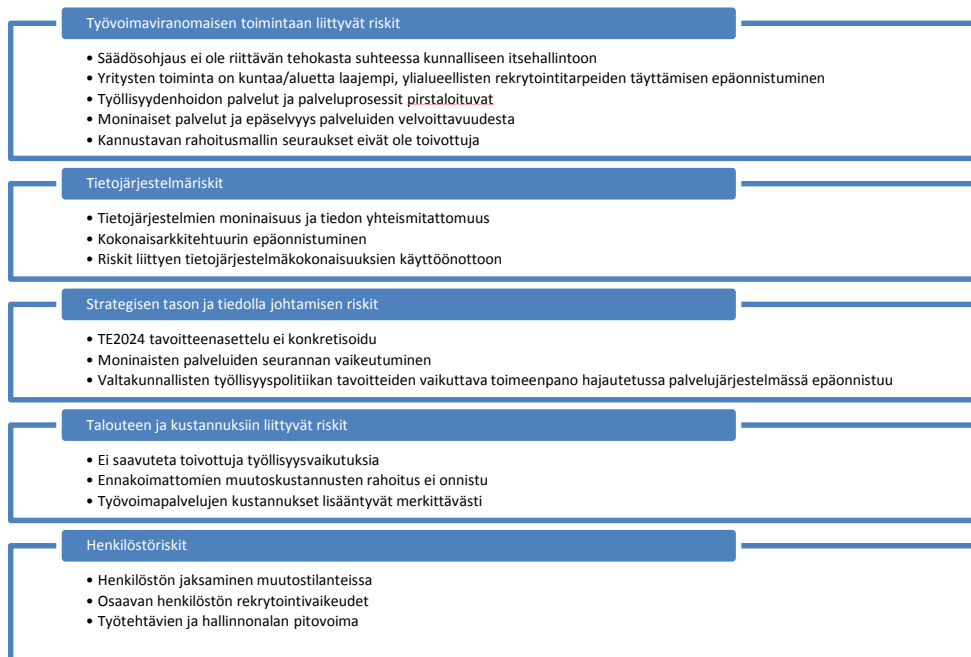 Työvoimaviranomaisen toimintaan liittyvät riskit
• Säädösohjaus ei ole riittävän tehokasta suhteessa kunnalliseen itsehallintoon
• Yritysten toiminta on kuntaa/aluetta laajempi, ylialueellisten rekrytointitarpeiden täyttämisen epäonnistuminen
• Työllisyydenhoidon palvelut ja palveluprosessit pirstaloituvat
• Moninaiset palvelut ja epäselvyys palveluiden velvoittavuudesta
• Kannustavan rahoitusmallin seuraukset eivät ole toivottuja
Tietojärjestelmäriskit
• Tietojärjestelmien moninaisuus ja tiedon yhteismitattomuus
• Kokonaisarkkitehtuurin epäonnistuminen
• Riskit liittyen tietojärjestelmäkokonaisuuksien käyttöönottoon
Strategisen tason ja tiedolla johtamisen riskit
• TE2024 tavoitteenasettelu ei konkretisoidu
• Moninaisten palveluiden seurannan vaikeutuminen
• Valtakunnallisten työllisyyspolitiikan tavoitteiden vaikuttava toimeenpano hajautetussa palvelujärjestelmässä epäonnistuu
Talouteen ja kustannuksiin liittyvät riskit
• Ei saavuteta toivottuja työllisyysvaikutuksia
• Ennakoimattomien muutoskustannusten rahoitus ei onnistu
• Työvoimapalvelujen kustannukset lisääntyvät merkittävästi
Henkilöstöriskit
• Henkilöstön jaksaminen muutostilanteissa
• Osaavan henkilöstön rekrytointivaikeudet
• Työtehtävien ja hallinnonalan pitovoima